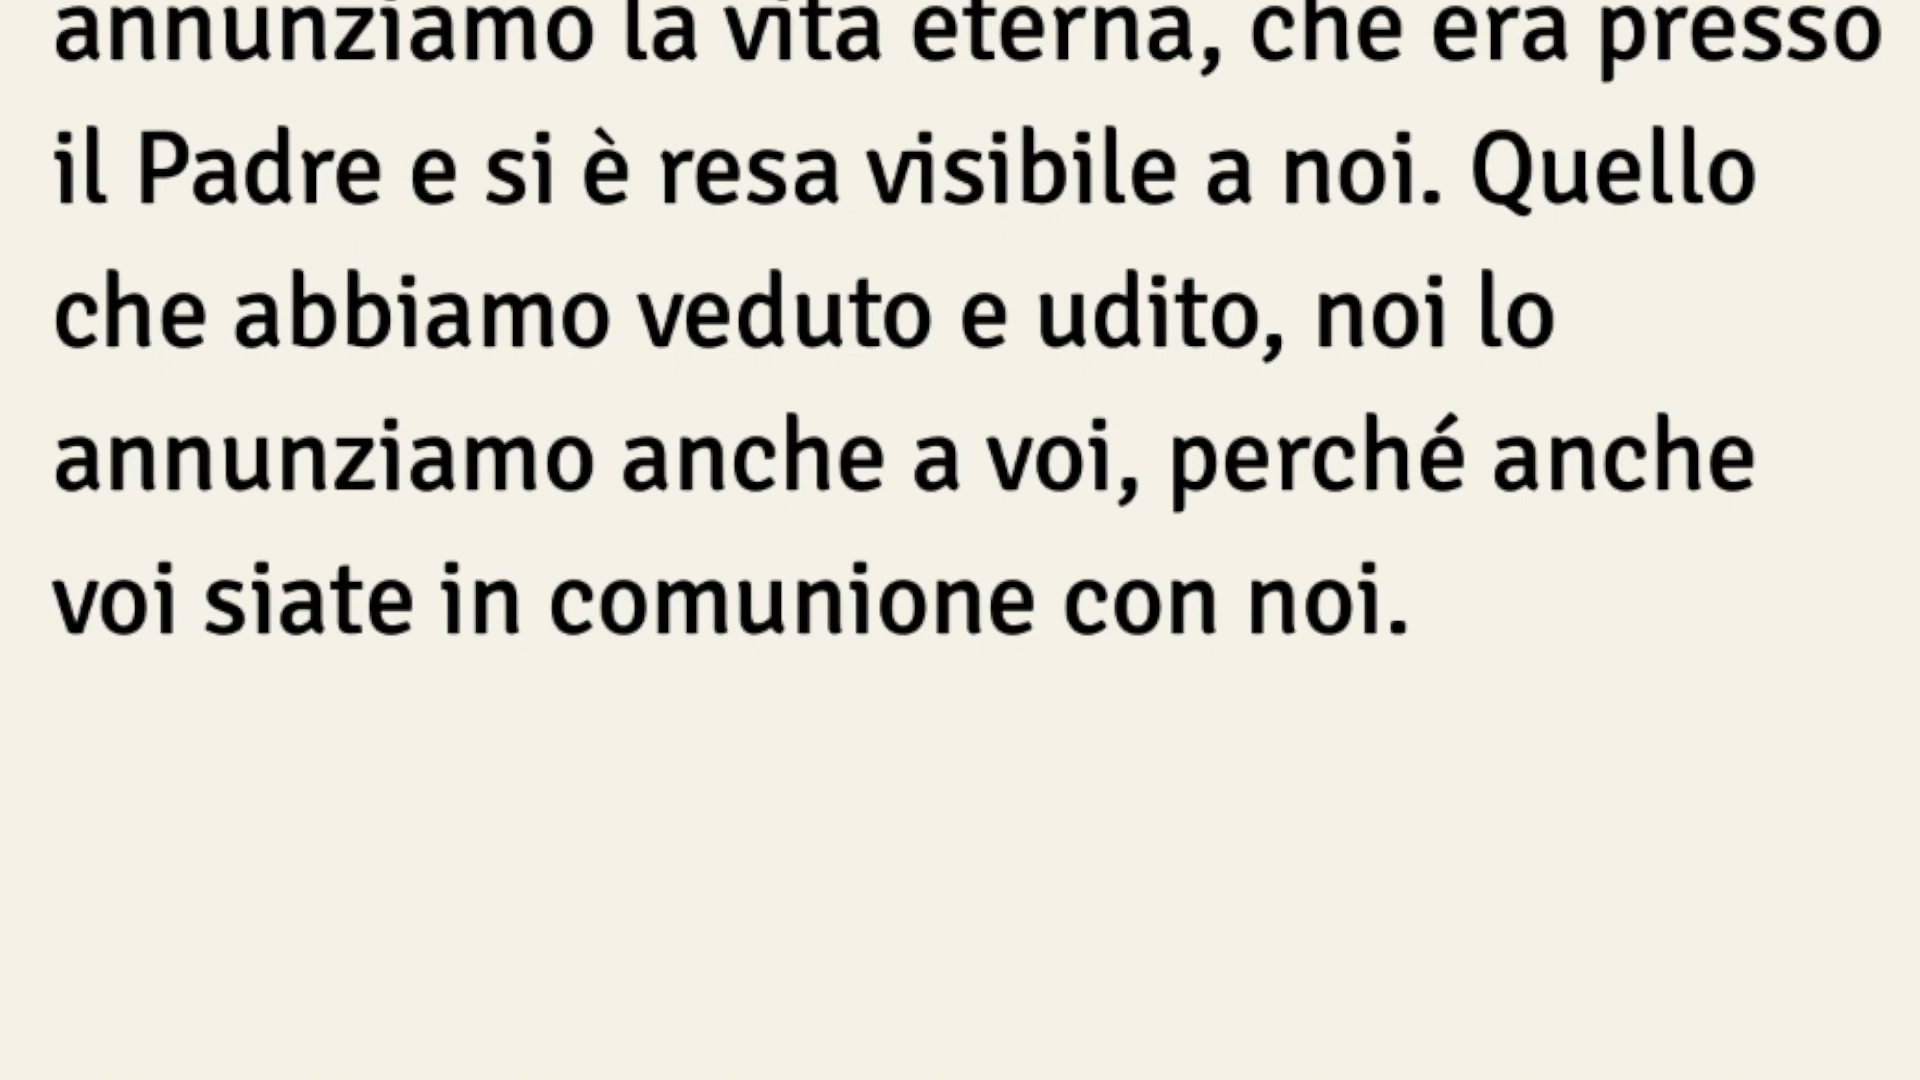 annunziamo la vita eterna, che era presso
il Padre e si è resa visibile a noi. Quello
che abbiamo veduto e udito, noi lo
annunziamo anche a voi, perché anche
voi siate in comunione con noi.